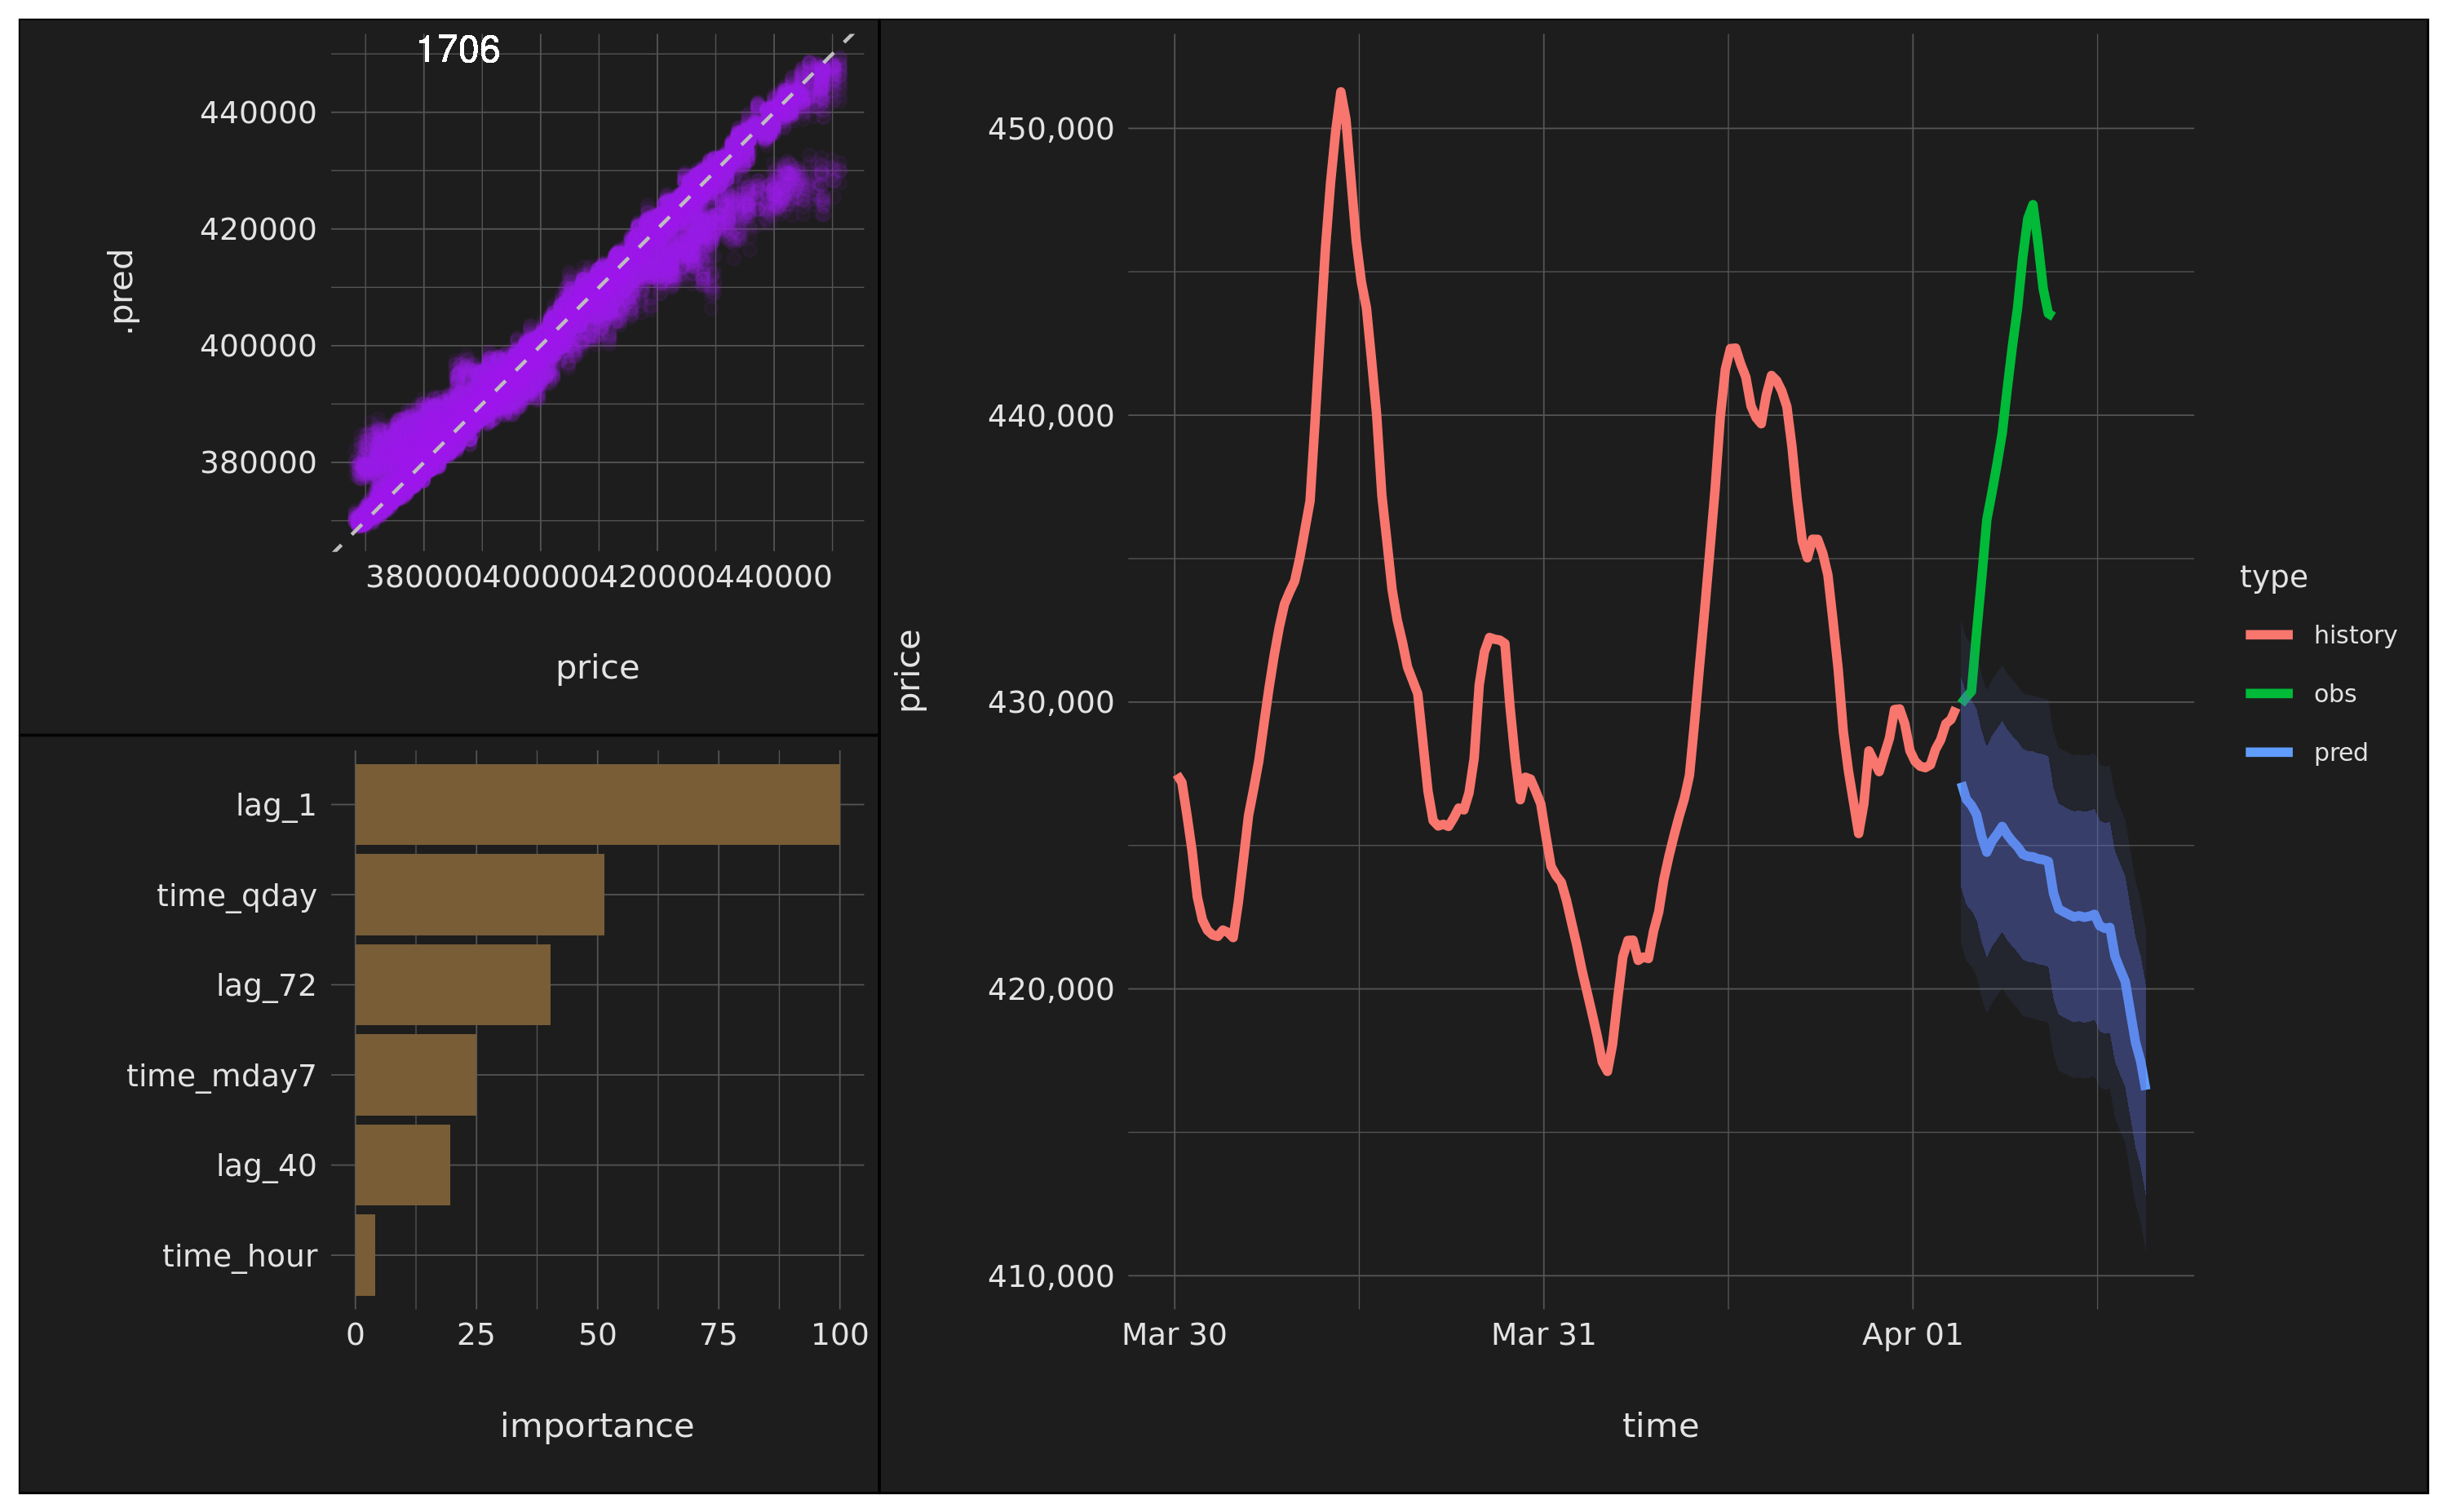 1706
440000
420000
400000
380000
.pred
380000400000420000440000
price
lag_1
time_qday
lag_72
time_mday7
lag_40
time_hour
0 25 50 75 100
importance
450,000
440,000
430,000
420,000
410,000
price
Mar 30 Mar 31 Apr 01
time
type
history
obs
pred